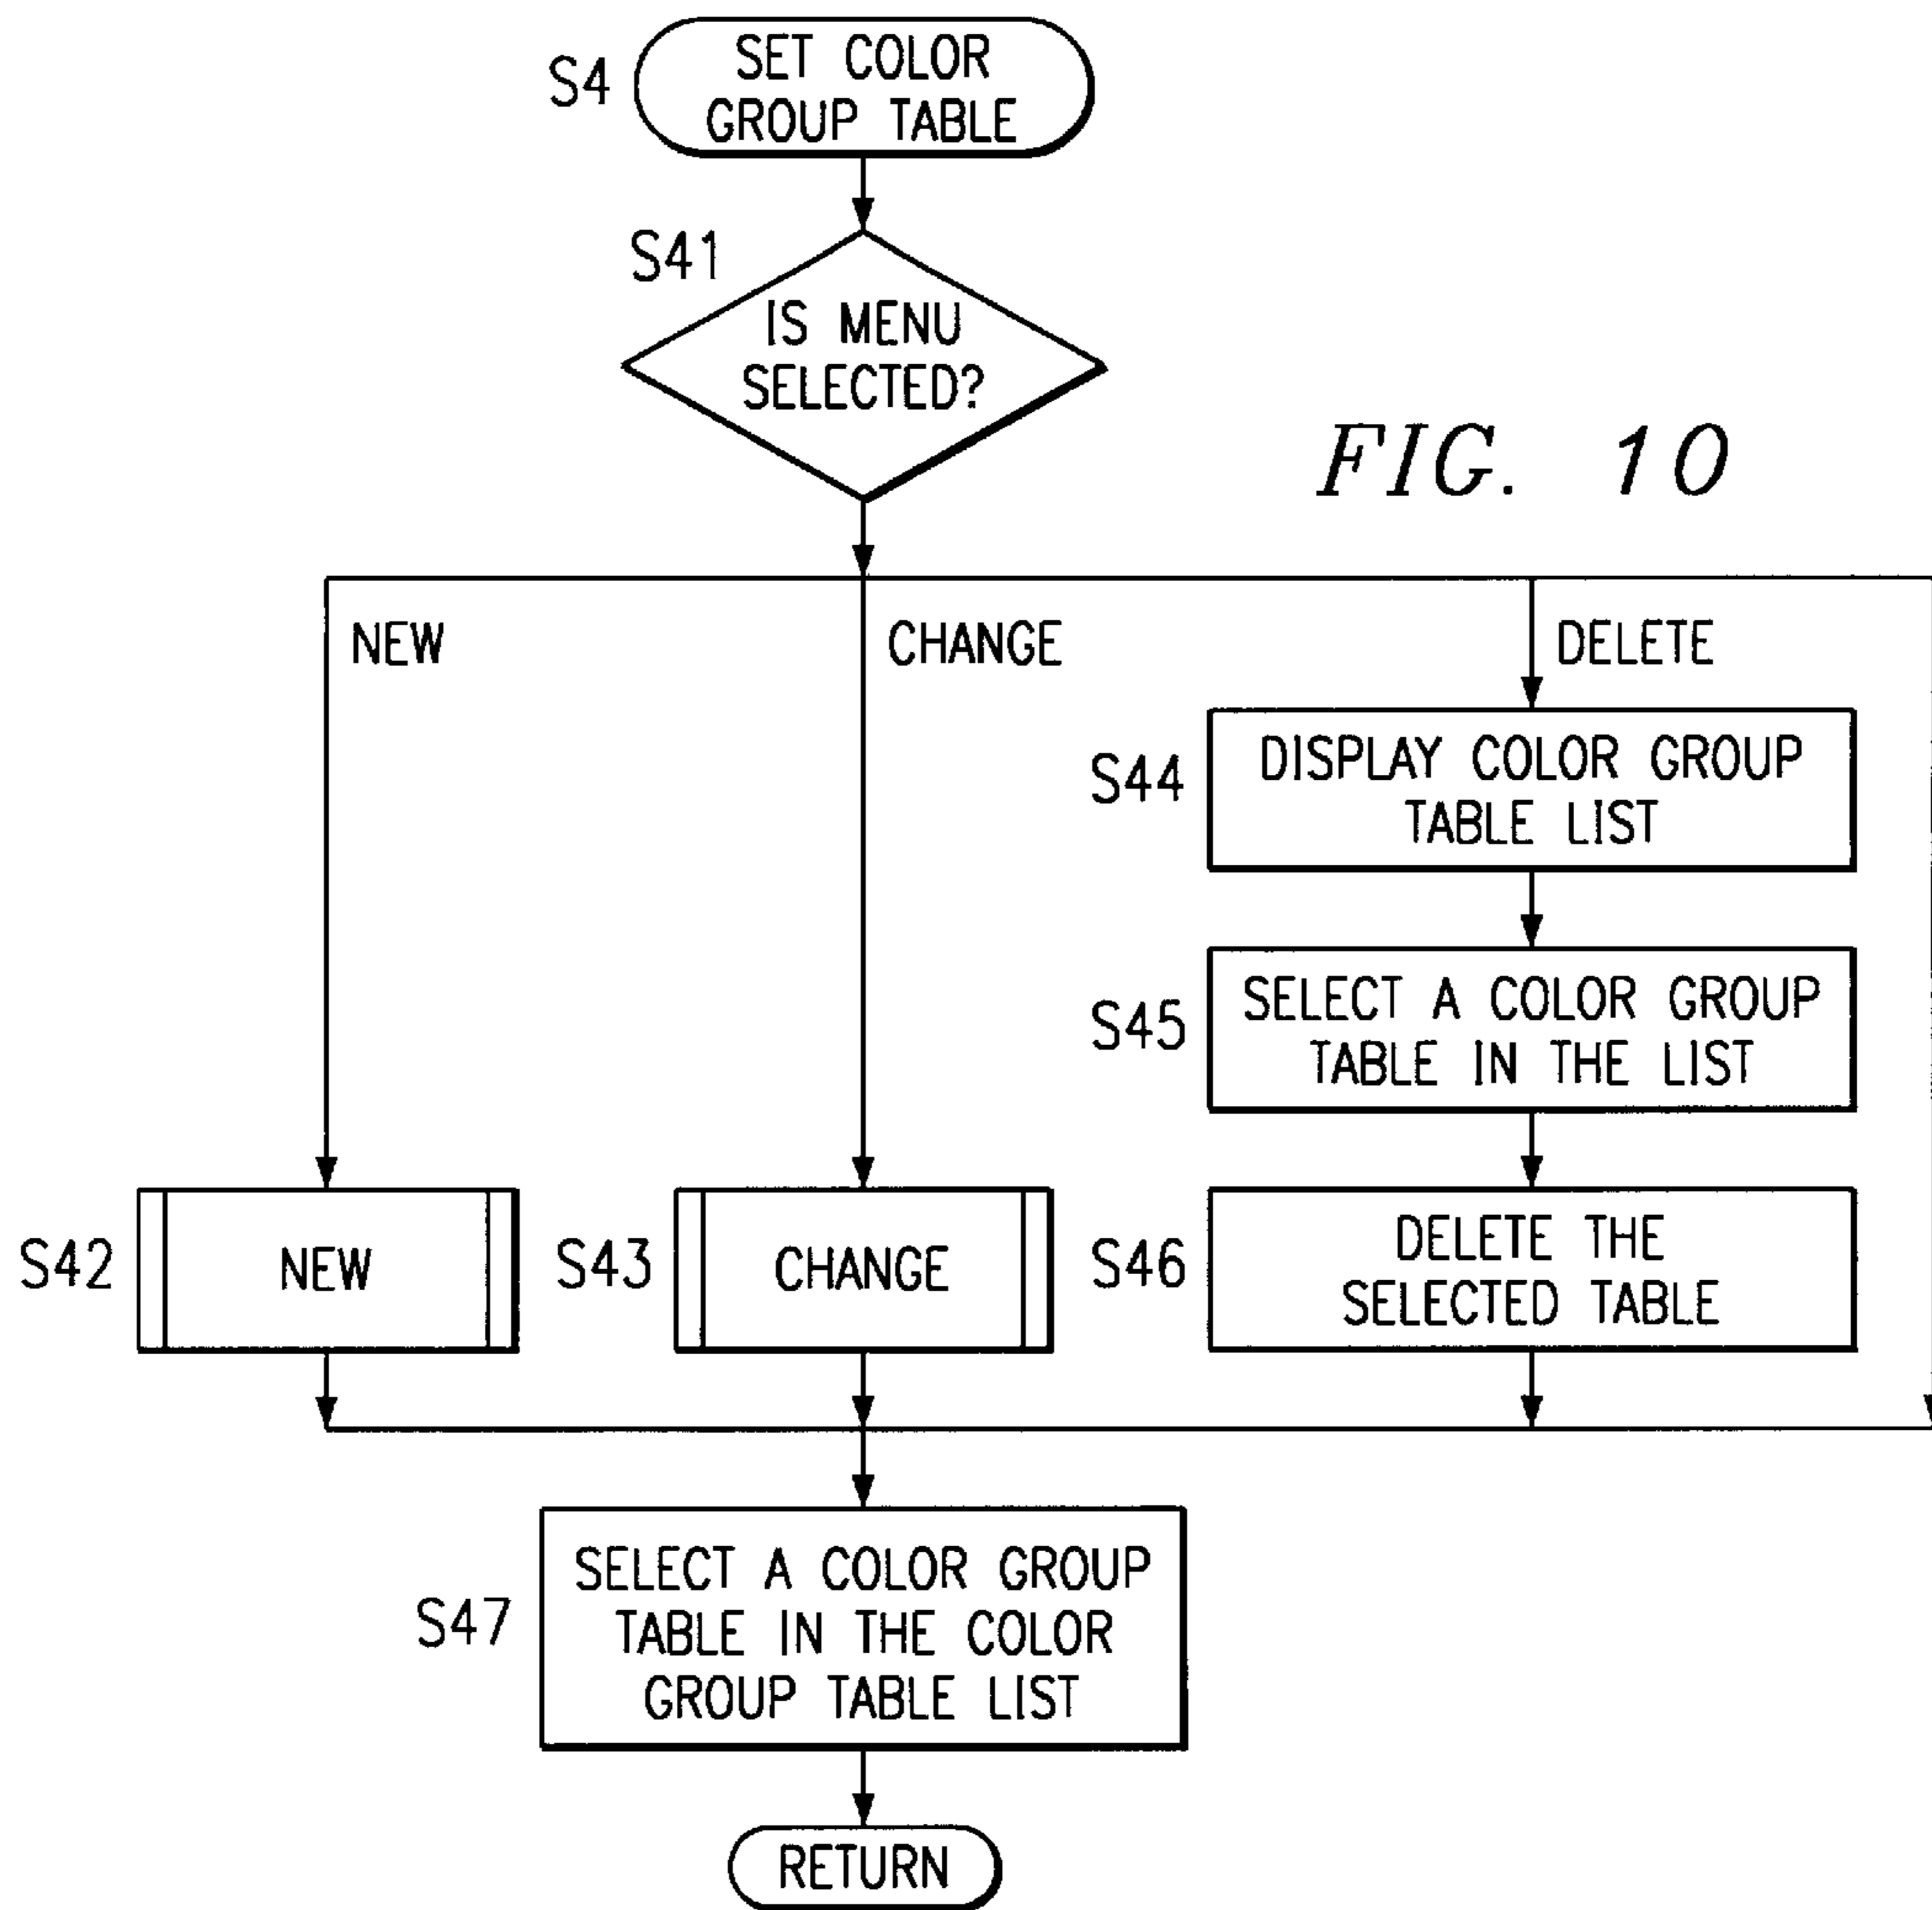 S4
SET COLOR
GROUP TABLE
S41
IS MENU
SELECTED?
FIG. 10
NEW
CHANGE
DELETE
S44
DISPLAY COLOR GROUP
TABLE LIST
S45
SELECT A COLOR GROUP
TABLE IN THE LIST
S42
NEW
S43
CHANGE
S46
DELETE THE
SELECTED TABLE
S47
SELECT A COLOR GROUP
TABLE IN THE COLOR
GROUP TABLE LIST
RETURN